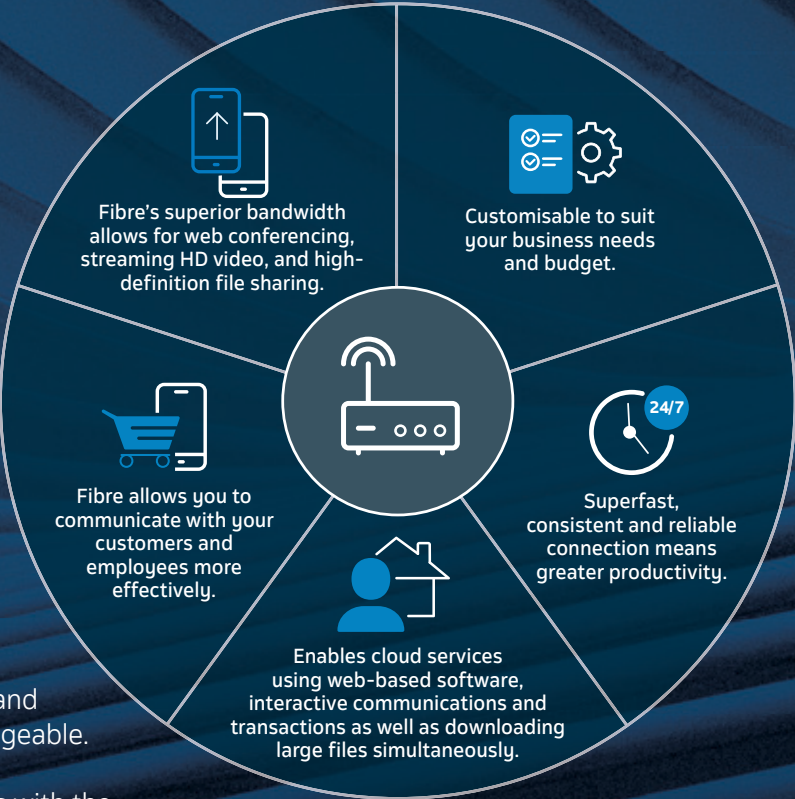 Fibre's superior bandwidth
allows for web conferencing,
streaming HD video, and high-
definition file sharing.
Customisable to suit
your business needs
and budget.
24/7
Superfast,
consistent and reliable
connection means
greater productivity.
Enables cloud services
using web-based software,
interactive communications and
transactions as well as downloading
large files simultaneously.
Fibre allows you to
communicate with your
customers and
employees more
effectively.
and
geable.
with the